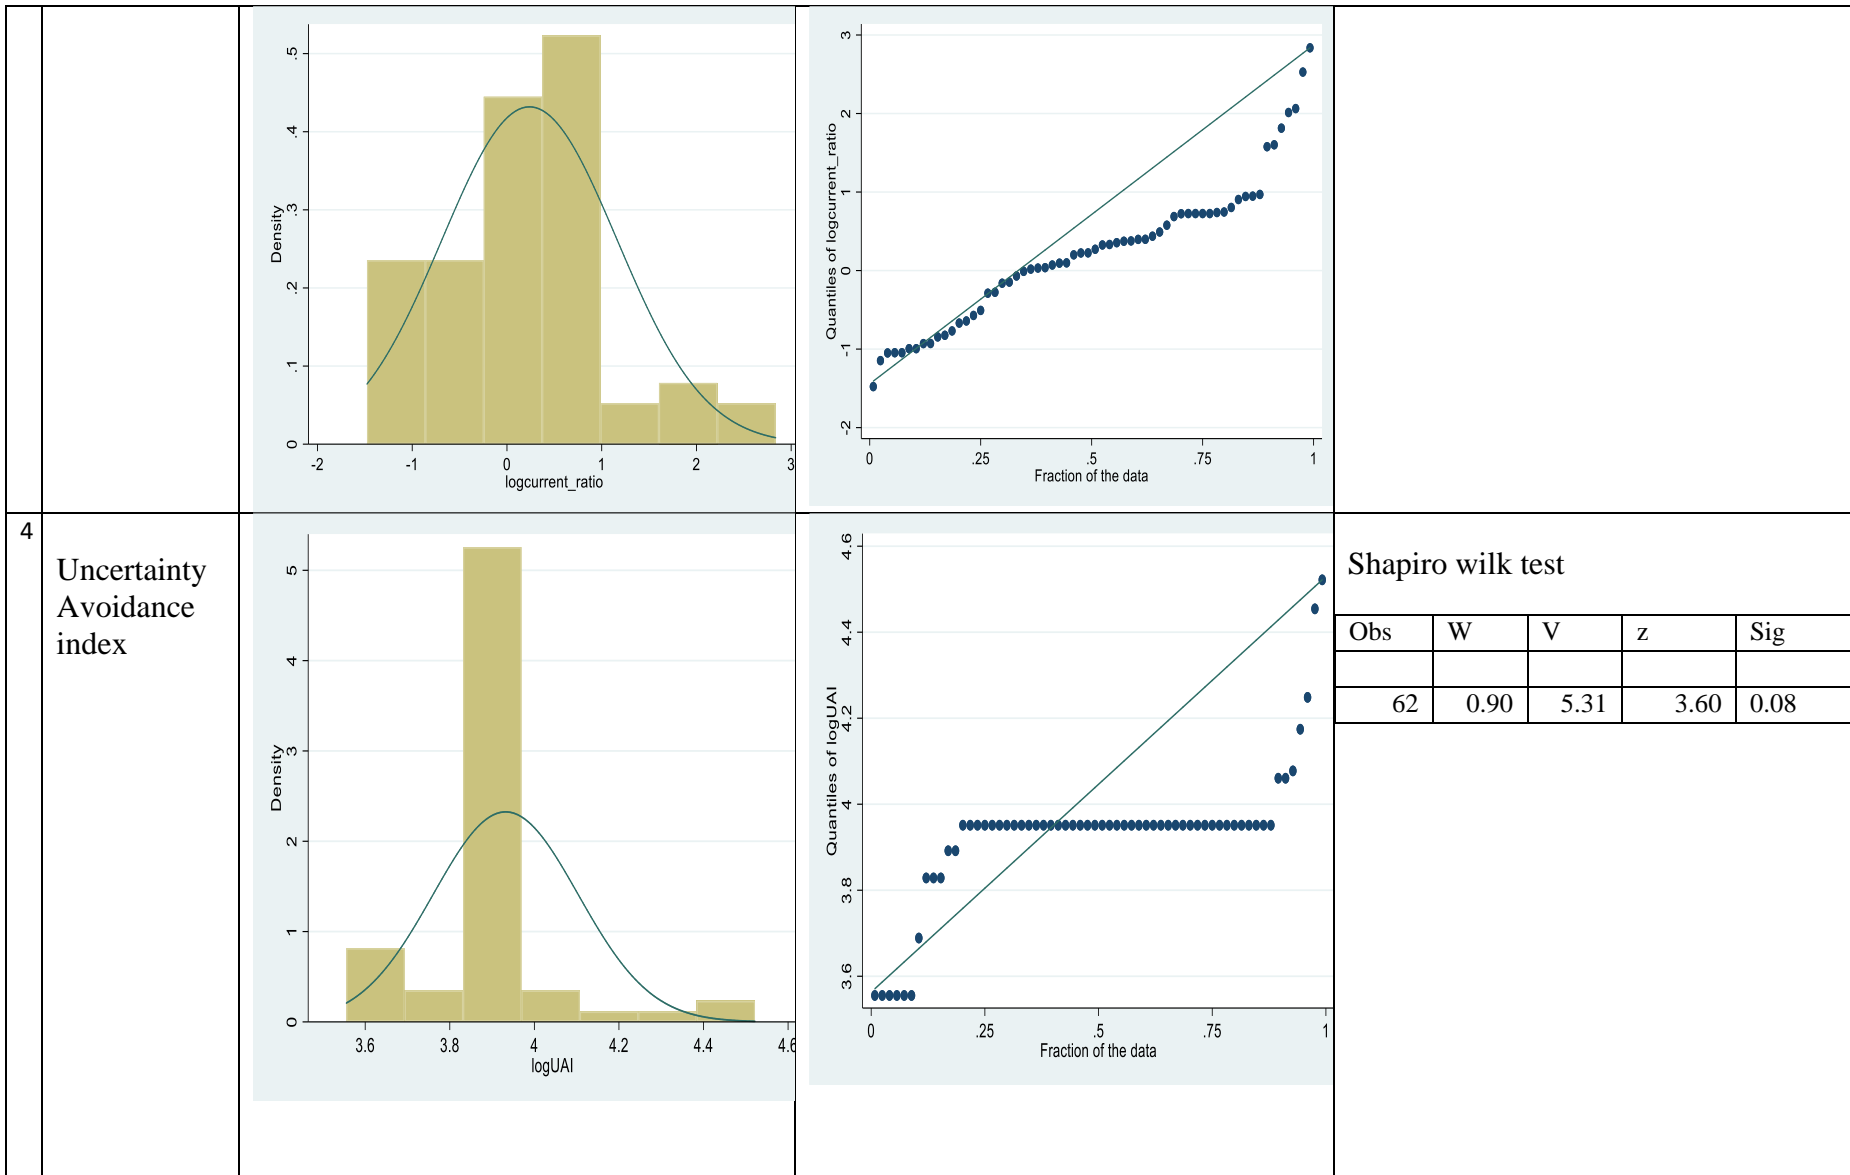 .5
.4
.3
.2
.1
0
Density
-2 -1 0 1 2 3
logcurrent_ratio
3
2
1
0
-1
-2
Quantiles of logcurrent_ratio
0 .25 .5 .75 1
Fraction of the data
4
Uncertainty
Avoidance
index
5
4
3
2
1
0
Density
3.6 3.8 4 4.2 4.4 4.6
logUAI
4.6
4.4
4.2
4
3.8
3.6
Quantiles of logUAI
0 .25 .5 .75 1
Fraction of the data
Shapiro wilk test
Obs W V z Sig
62 0.90 5.31 3.60 0.08